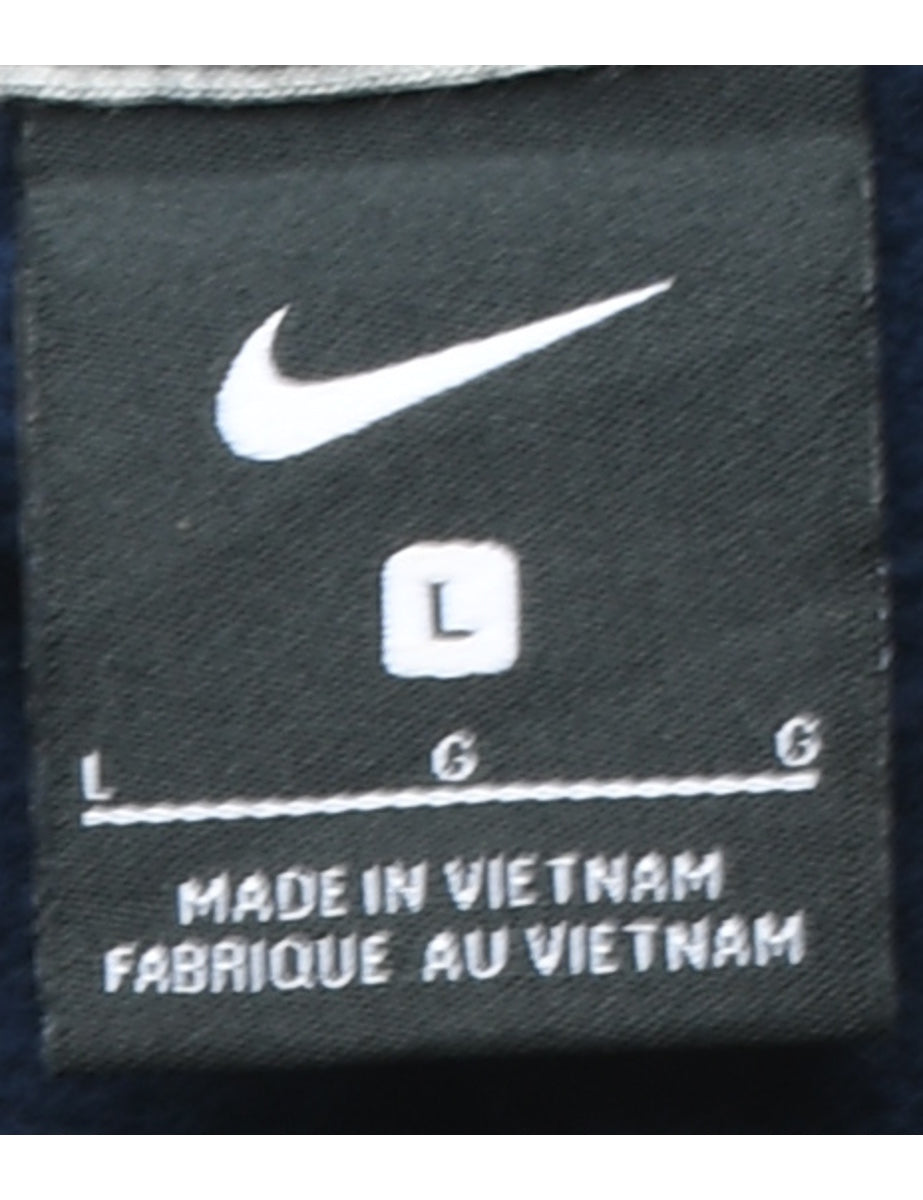 L
L G G
MADE IN VIETNAM
FABRIQUE AU VIETNAM